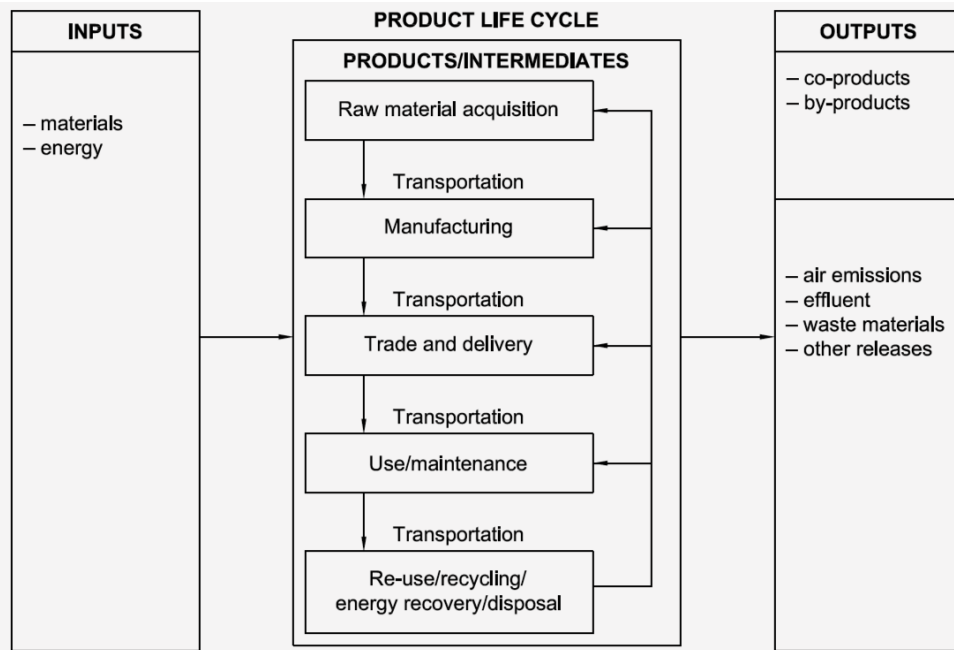 INPUTS
– materials
– energy
PRODUCT LIFE CYCLE
PRODUCTS/INTERMEDIATES
Raw material acquisition
Transportation
Manufacturing
Transportation
Trade and delivery
Transportation
Use/maintenance
Transportation
Re-use/recycling/
energy recovery/disposal
OUTPUTS
– co-products
– by-products
– air emissions
– effluent
– waste materials
– other releases